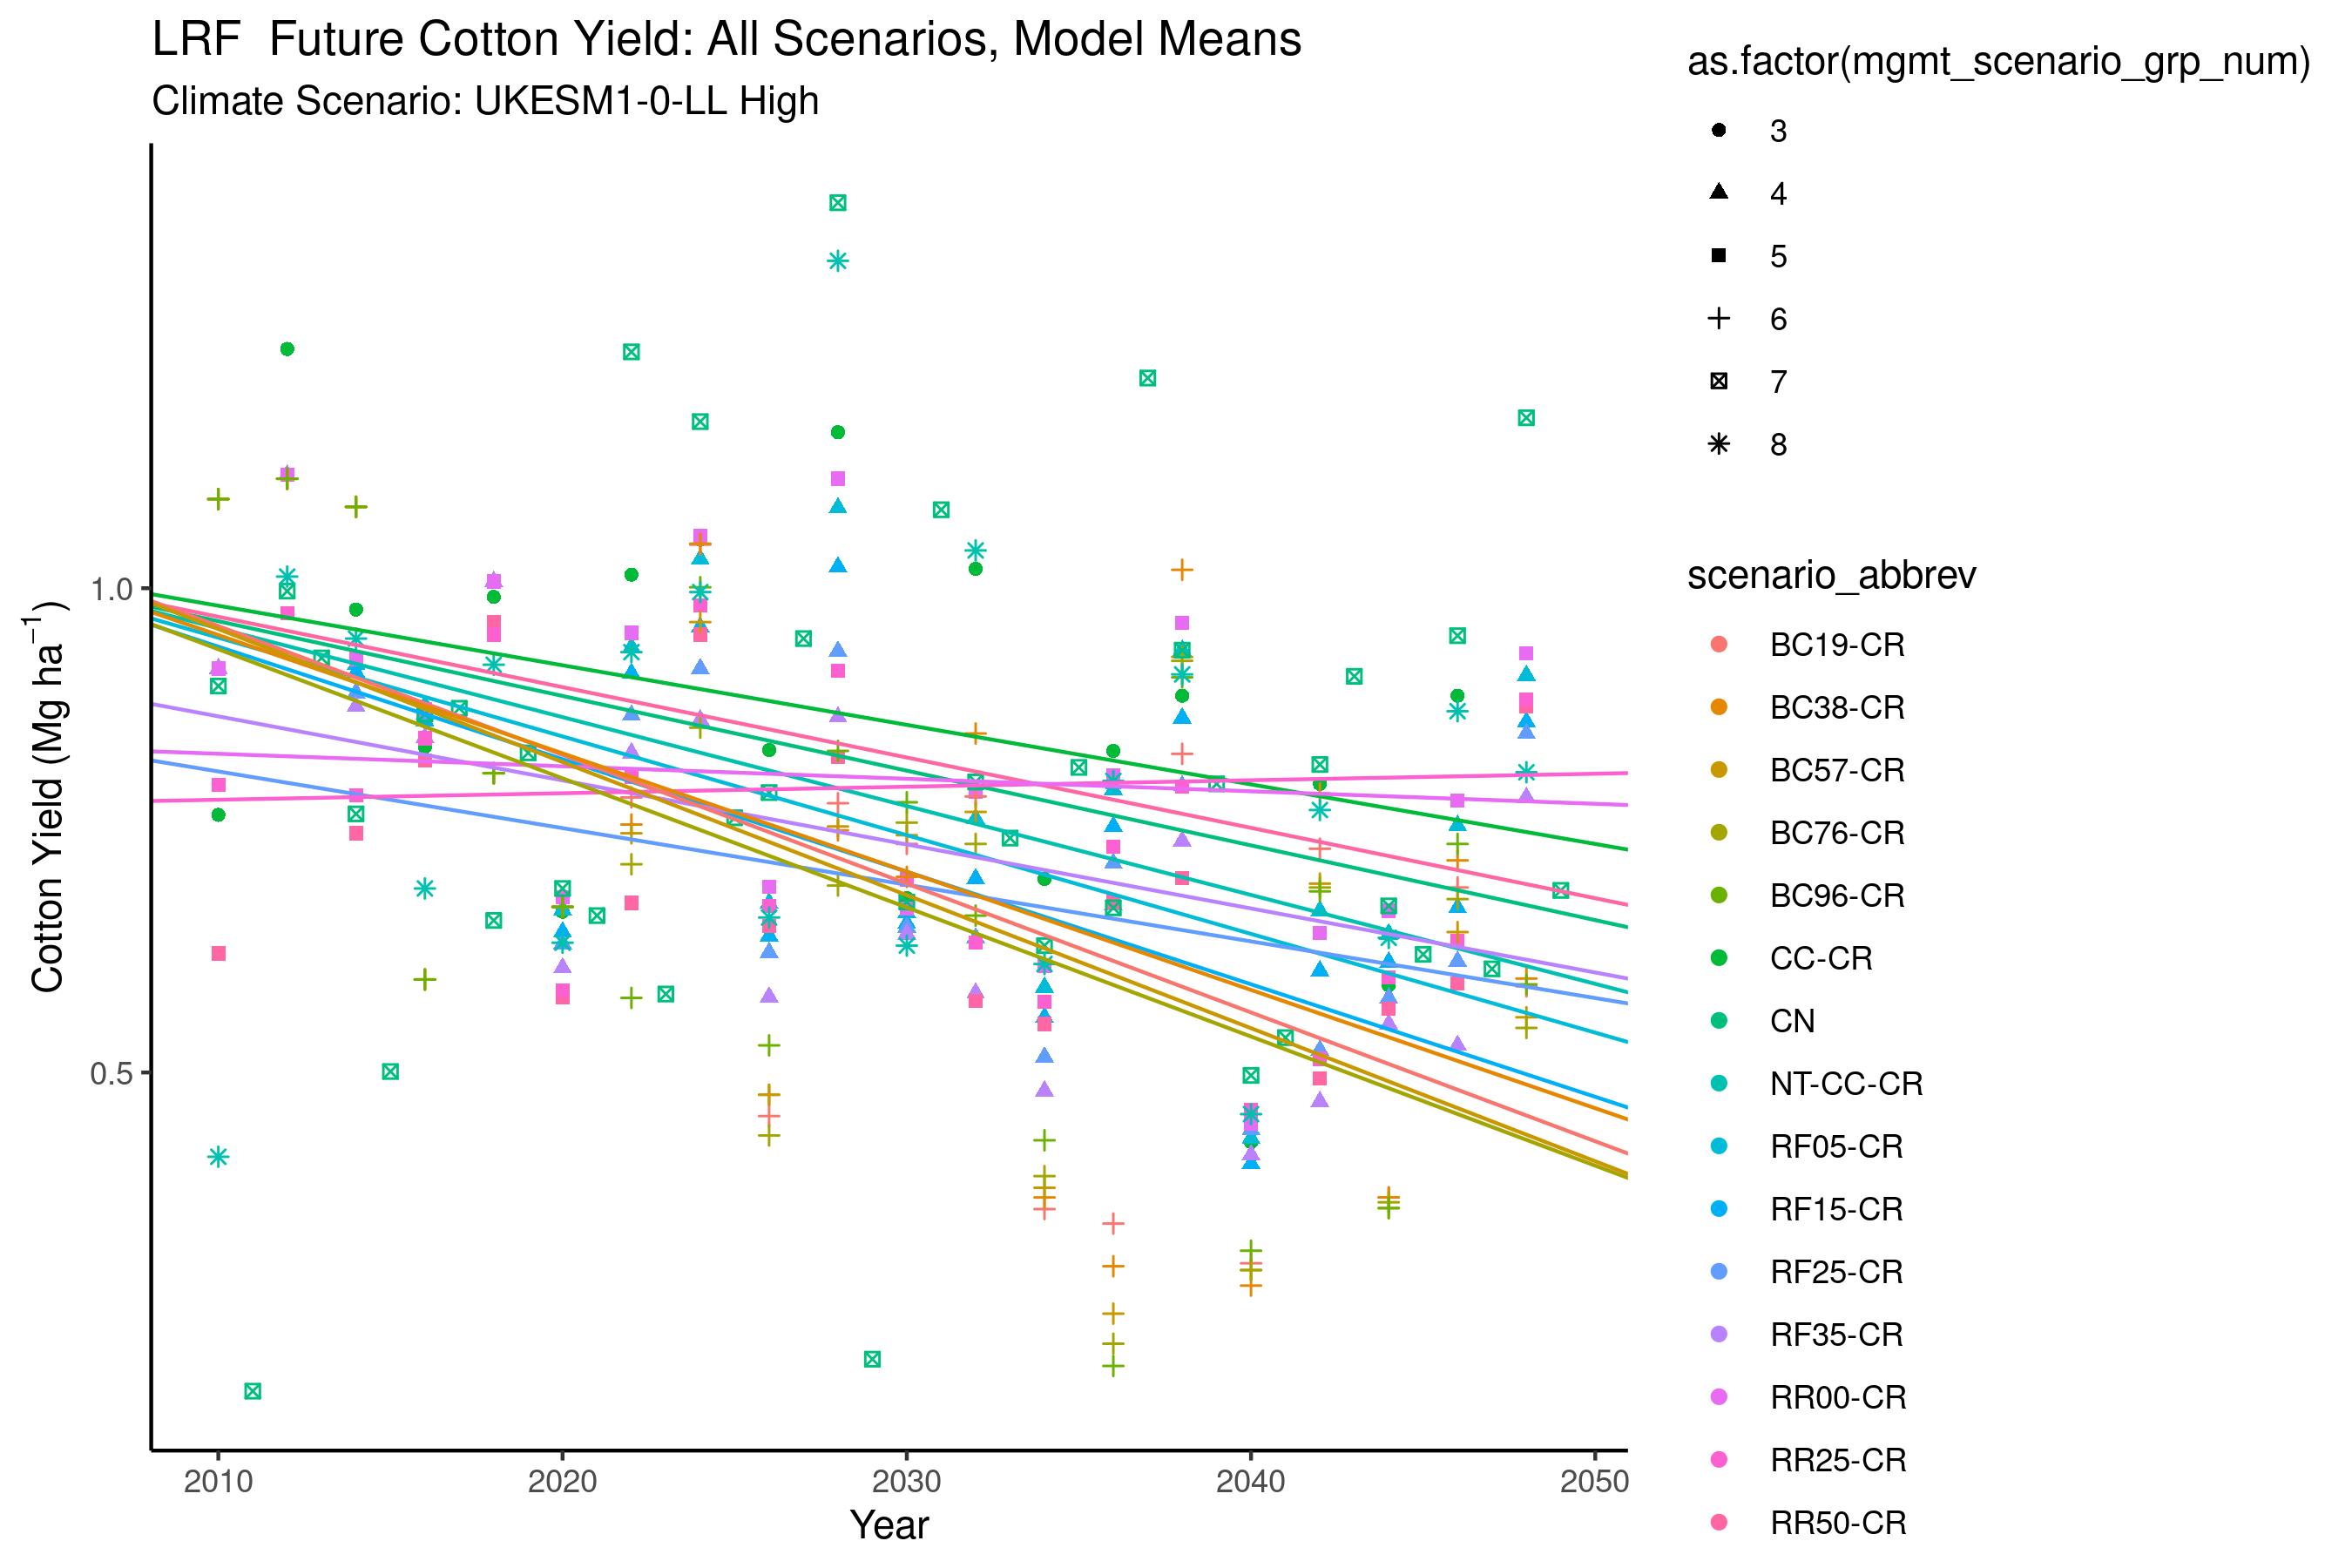 LRF  Future Cotton Yield: All Scenarios, Model Means
Climate Scenario: UKESM1-0-LL High
Cotton Yield (Mg ha⁻¹)
1.0
0.5
2010 2020 2030 2040 2050
Year
as.factor(mgmt_scenario_grp_num)
3
4
5
6
7
8
scenario_abbrev
BC19-CR
BC38-CR
BC57-CR
BC76-CR
BC96-CR
CC-CR
CN
NT-CC-CR
RF05-CR
RF15-CR
RF25-CR
RF35-CR
RR00-CR
RR25-CR
RR50-CR